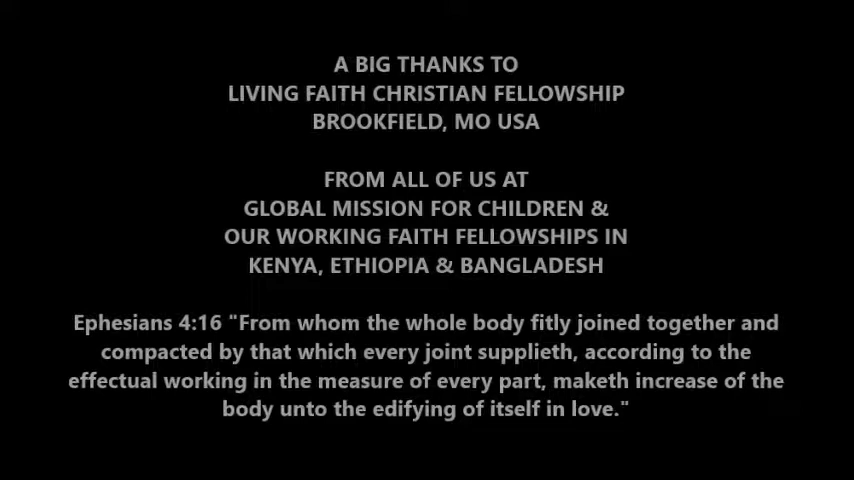 A BIG THANKS TO
LIVING FAITH CHRISTIAN FELLOWSHIP
BROOKFIELD, MO USA
FROM ALL OF US AT
GLOBAL MISSION FOR CHILDREN &
OUR WORKING FAITH FELLOWSHIPS IN
KENYA, ETHIOPIA & BANGLADESH
Ephesians 4:16 "From whom the whole body fitly joined together and
compacted by that which every joint supplieth, according to the
effectual working in the measure of every part, maketh increase of the
body unto the edifying of itself in love."